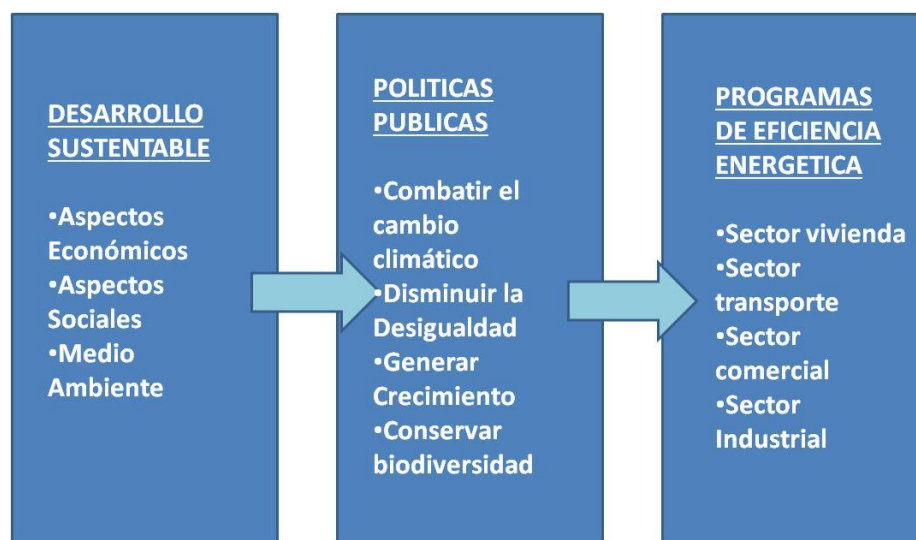 DESARROLLO
SUSTENTABLE
•Aspectos
Económicos
•Aspectos
Sociales
•Medio
Ambiente
POLITICAS
PUBLICAS
•Combatir el
cambio
climático
•Disminuir la
Desigualdad
•Generar
Crecimiento
•Conservar
biodiversidad
PROGRAMAS
DE EFICIENCIA
ENERGETICA
•Sector vivienda
•Sector
transporte
•Sector
comercial
•Sector
Industrial